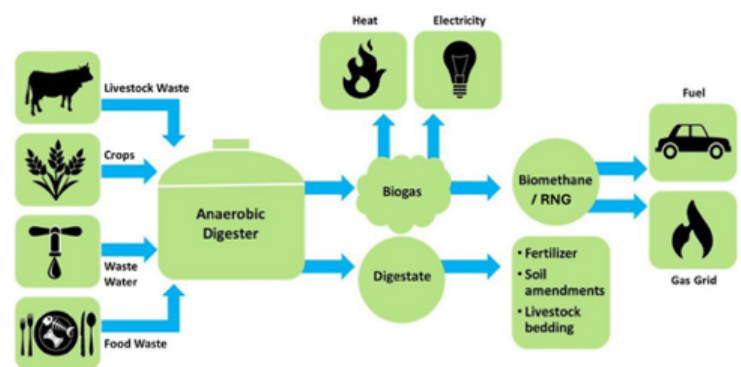 Heat
Electricity
Livestock Waste
Fuel
Crops
Biogas
Biomethane
/ RNG
Anaerobic
Digester
Waste
Water
Digestate
• Fertilizer
• Soil
amendments
• Livestock
bedding
Gas Grid
Food Waste